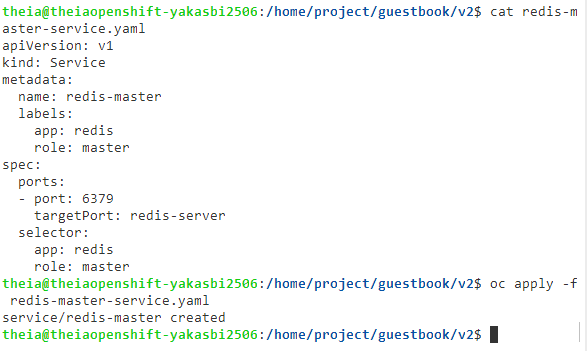 theia@theiaopenshift-yakasbi2506:/home/project/guestbook/v2$ cat redis-m
aster-service.yaml
apiVersion: v1
kind: Service
metadata:
  name: redis-master
  labels:
    app: redis
    role: master
spec:
  ports:
  - port: 6379
    targetPort: redis-server
  selector:
    app: redis
    role: master
theia@theiaopenshift-yakasbi2506:/home/project/guestbook/v2$ oc apply -f
 redis-master-service.yaml
service/redis-master created
theia@theiaopenshift-yakasbi2506:/home/project/guestbook/v2$